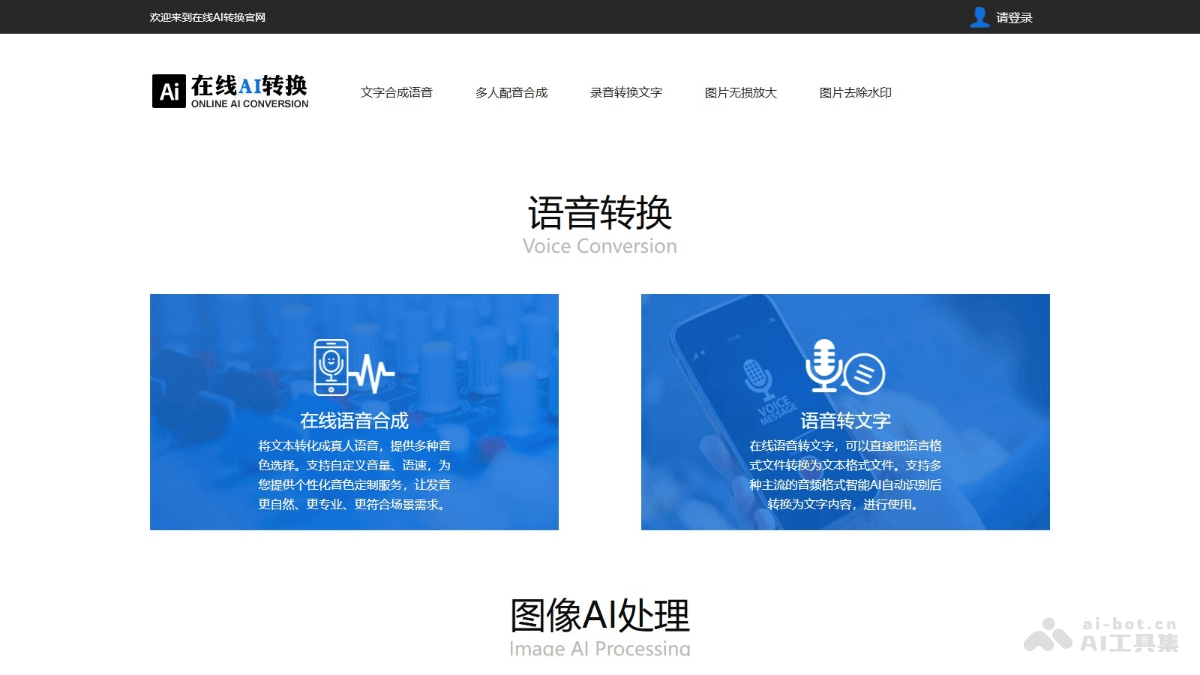 欢迎来到在线AI转换官网
请登录
Ai
在线AI转换
ONLINE AI CONVERSION
文字合成语音
多人配音合成
录音转换文字
图片无损放大
图片去除水印
语音转换
Voice Conversion
在线语音合成
将文本转化成真人语音，提供多种音
色选择。支持自定义音量、语速，为
您提供个性化音色定制服务，让发音
更自然、更专业、更符合场景需求。
VOICE
MESSAGE
语音转文字
在线语音转文字，可以直接把语言格
式文件转换为文本格式文件。支持多
种主流的音频格式智能AI自动识别后
转换为文字内容，进行使用。
图像AI处理
Image AI Processing
ai-bot.cn
AI工具集